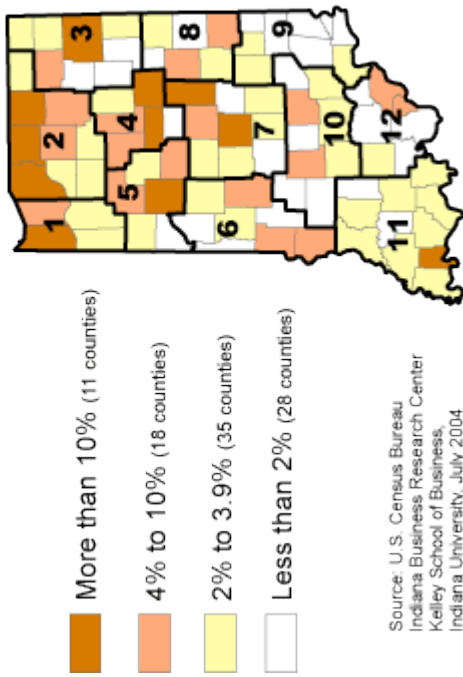 More than 10% (11 counties)
4% to 10% (18 counties)
2% to 3.9% (35 counties)
Less than 2% (28 counties)
Source: U.S. Census Bureau
Indiana Business Research Center
Kelley School of Business,
Indiana University, July 2004
1
2
3
4
5
6
7
8
9
10
11
12